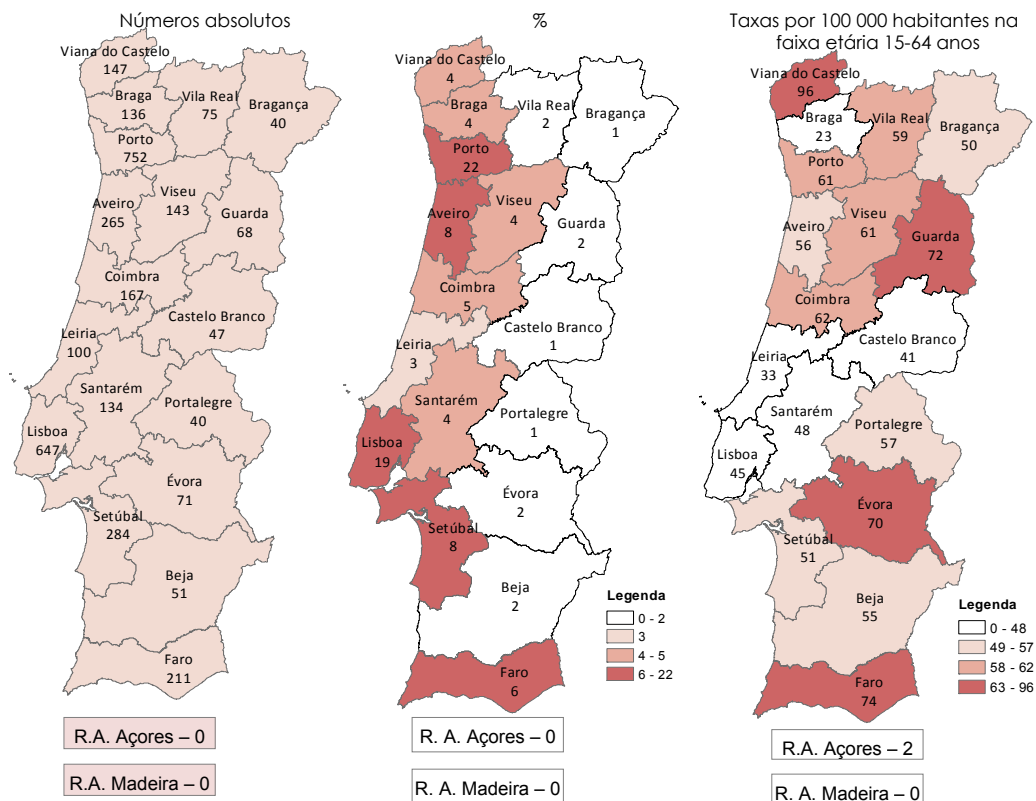 Números absolutos
Viana do Castelo
147
Braga
136
Vila Real
75
Bragança
40
Porto
752
Aveiro
265
Viseu
143
Guarda
68
Coimbra
167
Castelo Branco
47
Leiria
100
Santarém
134
Portalegre
40
Lisboa
647
Évora
71
Setúbal
284
Beja
51
Faro
211
R.A. Açores – 0
R.A. Madeira – 0
%
Viana do Castelo
4
Braga
4
Vila Real
2
Bragança
1
Porto
22
Aveiro
8
Viseu
4
Guarda
2
Coimbra
5
Castelo Branco
1
Leiria
3
Santarém
4
Portalegre
1
Lisboa
19
Évora
2
Setúbal
8
Beja
2
Faro
6
Legenda
0 - 2
3
4 - 5
6 - 22
R. A. Açores – 0
R. A. Madeira – 0
Taxas por 100 000 habitantes na
faixa etária 15-64 anos
Viana do Castelo
96
Braga
23
Vila Real
59
Bragança
50
Porto
61
Aveiro
56
Viseu
61
Guarda
72
Coimbra
62
Castelo Branco
41
Leiria
33
Santarém
48
Portalegre
57
Lisboa
45
Évora
70
Setúbal
51
Beja
55
Faro
74
Legenda
0 - 48
49 - 57
58 - 62
63 - 96
R. A. Açores – 2
R. A. Madeira – 0